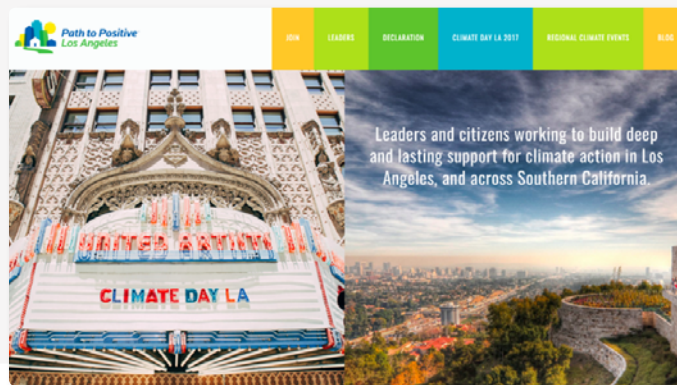 Path to Positive
Los Angeles
JOIN
LEADERS
DECLARATION
CLIMATE DAY LA 2017
REGIONAL CLIMATE EVENTS
BLOG
Leaders and citizens working to build deep
and lasting support for climate action in Los
Angeles, and across Southern California.
UNITED ARTISTS
CLIMATE DAY LA